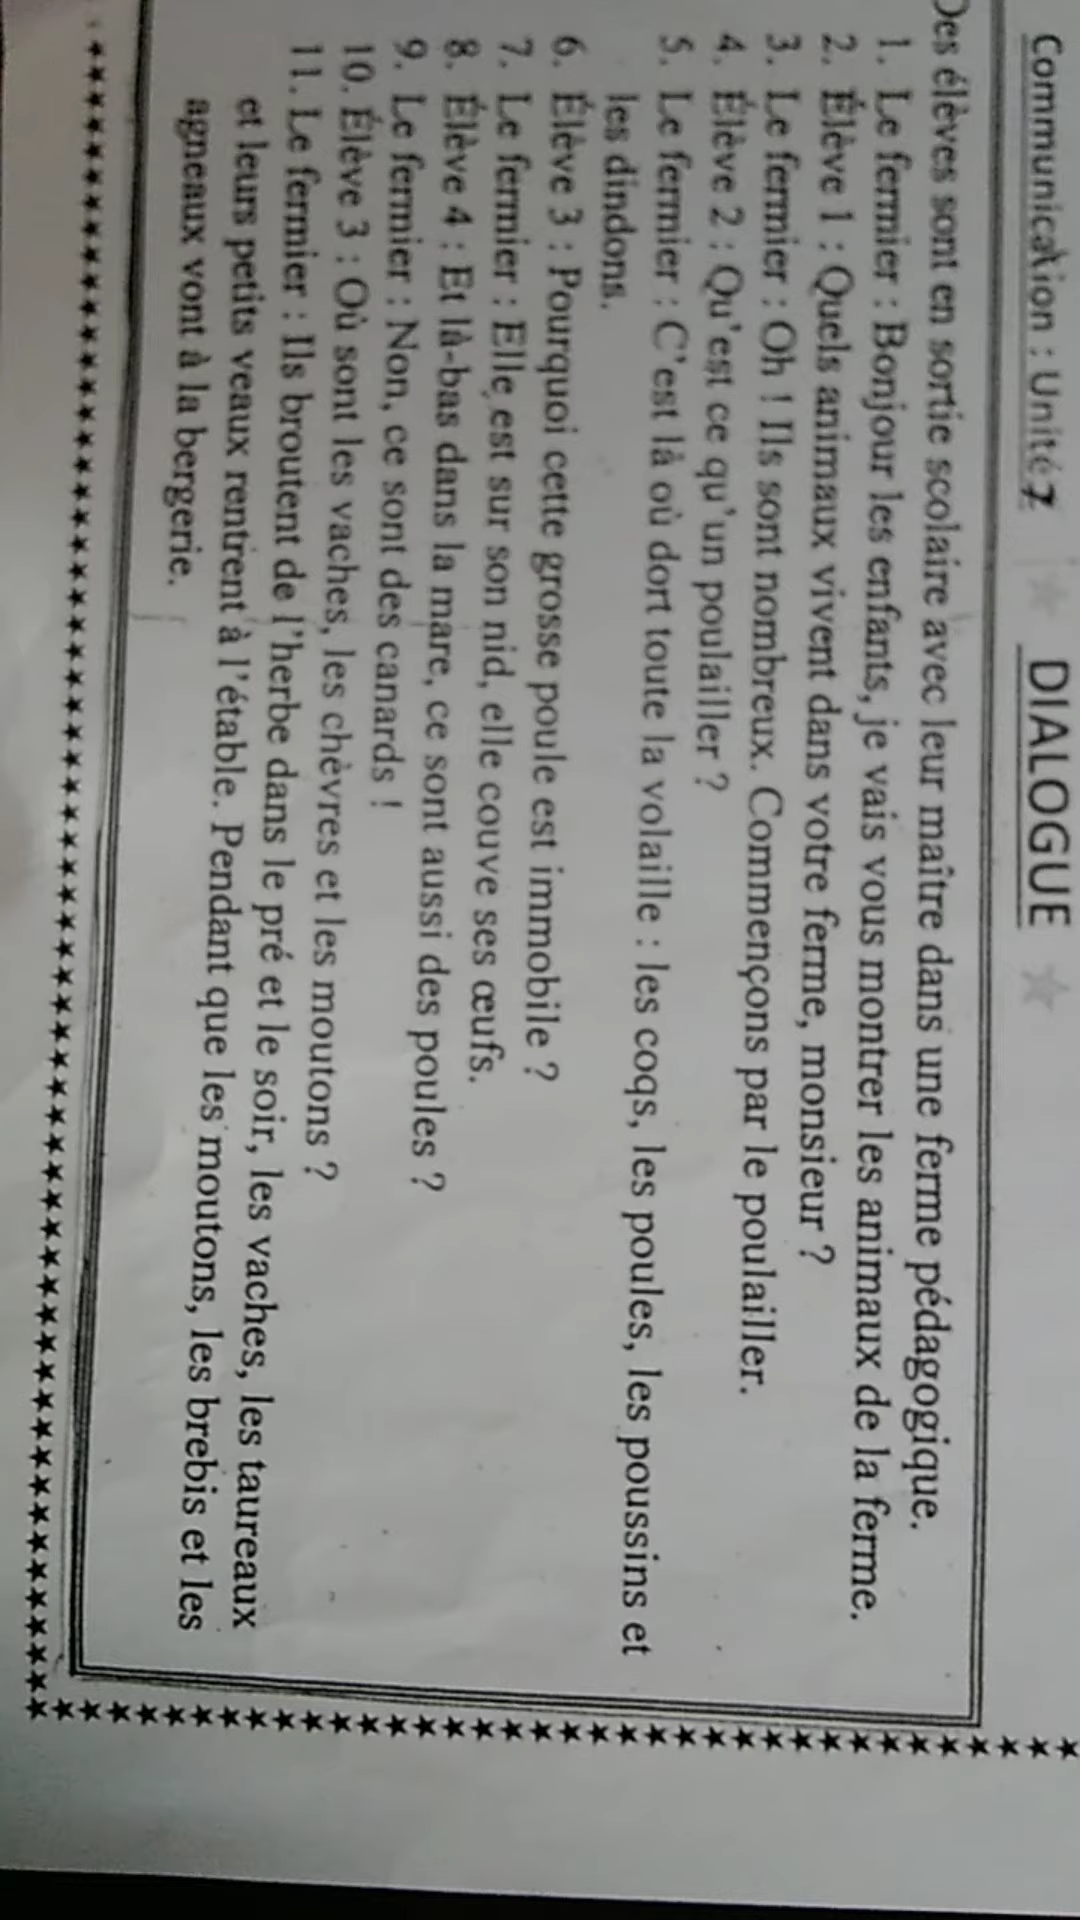 Communication : Unité 7
DIALOGUE
Des élèves sont en sortie scolaire avec leur maître dans une ferme pédagogique.
1. Le fermier : Bonjour les enfants, je vais vous montrer les animaux de la ferme.
2. Élève 1 : Quels animaux vivent dans votre ferme, monsieur ?
3. Le fermier : Oh ! Ils sont nombreux. Commençons par le poulailler.
4. Élève 2 : Qu'est ce qu'un poulailler ?
5. Le fermier : C'est là où dort toute la volaille : les coqs, les poules, les poussins et
les dindons.
6. Élève 3 : Pourquoi cette grosse poule est immobile ?
7. Le fermier : Elle est sur son nid, elle couve ses œufs.
8. Élève 4 : Et là-bas dans la mare, ce sont aussi des poules ?
9. Le fermier : Non, ce sont des canards !
10. Élève 3 : Où sont les vaches, les chèvres et les moutons ?
11. Le fermier : Ils broutent de l'herbe dans le pré et le soir, les vaches, les taureaux
et leurs petits veaux rentrent à l'étable. Pendant que les moutons, les brebis et les
agneaux vont à la bergerie.